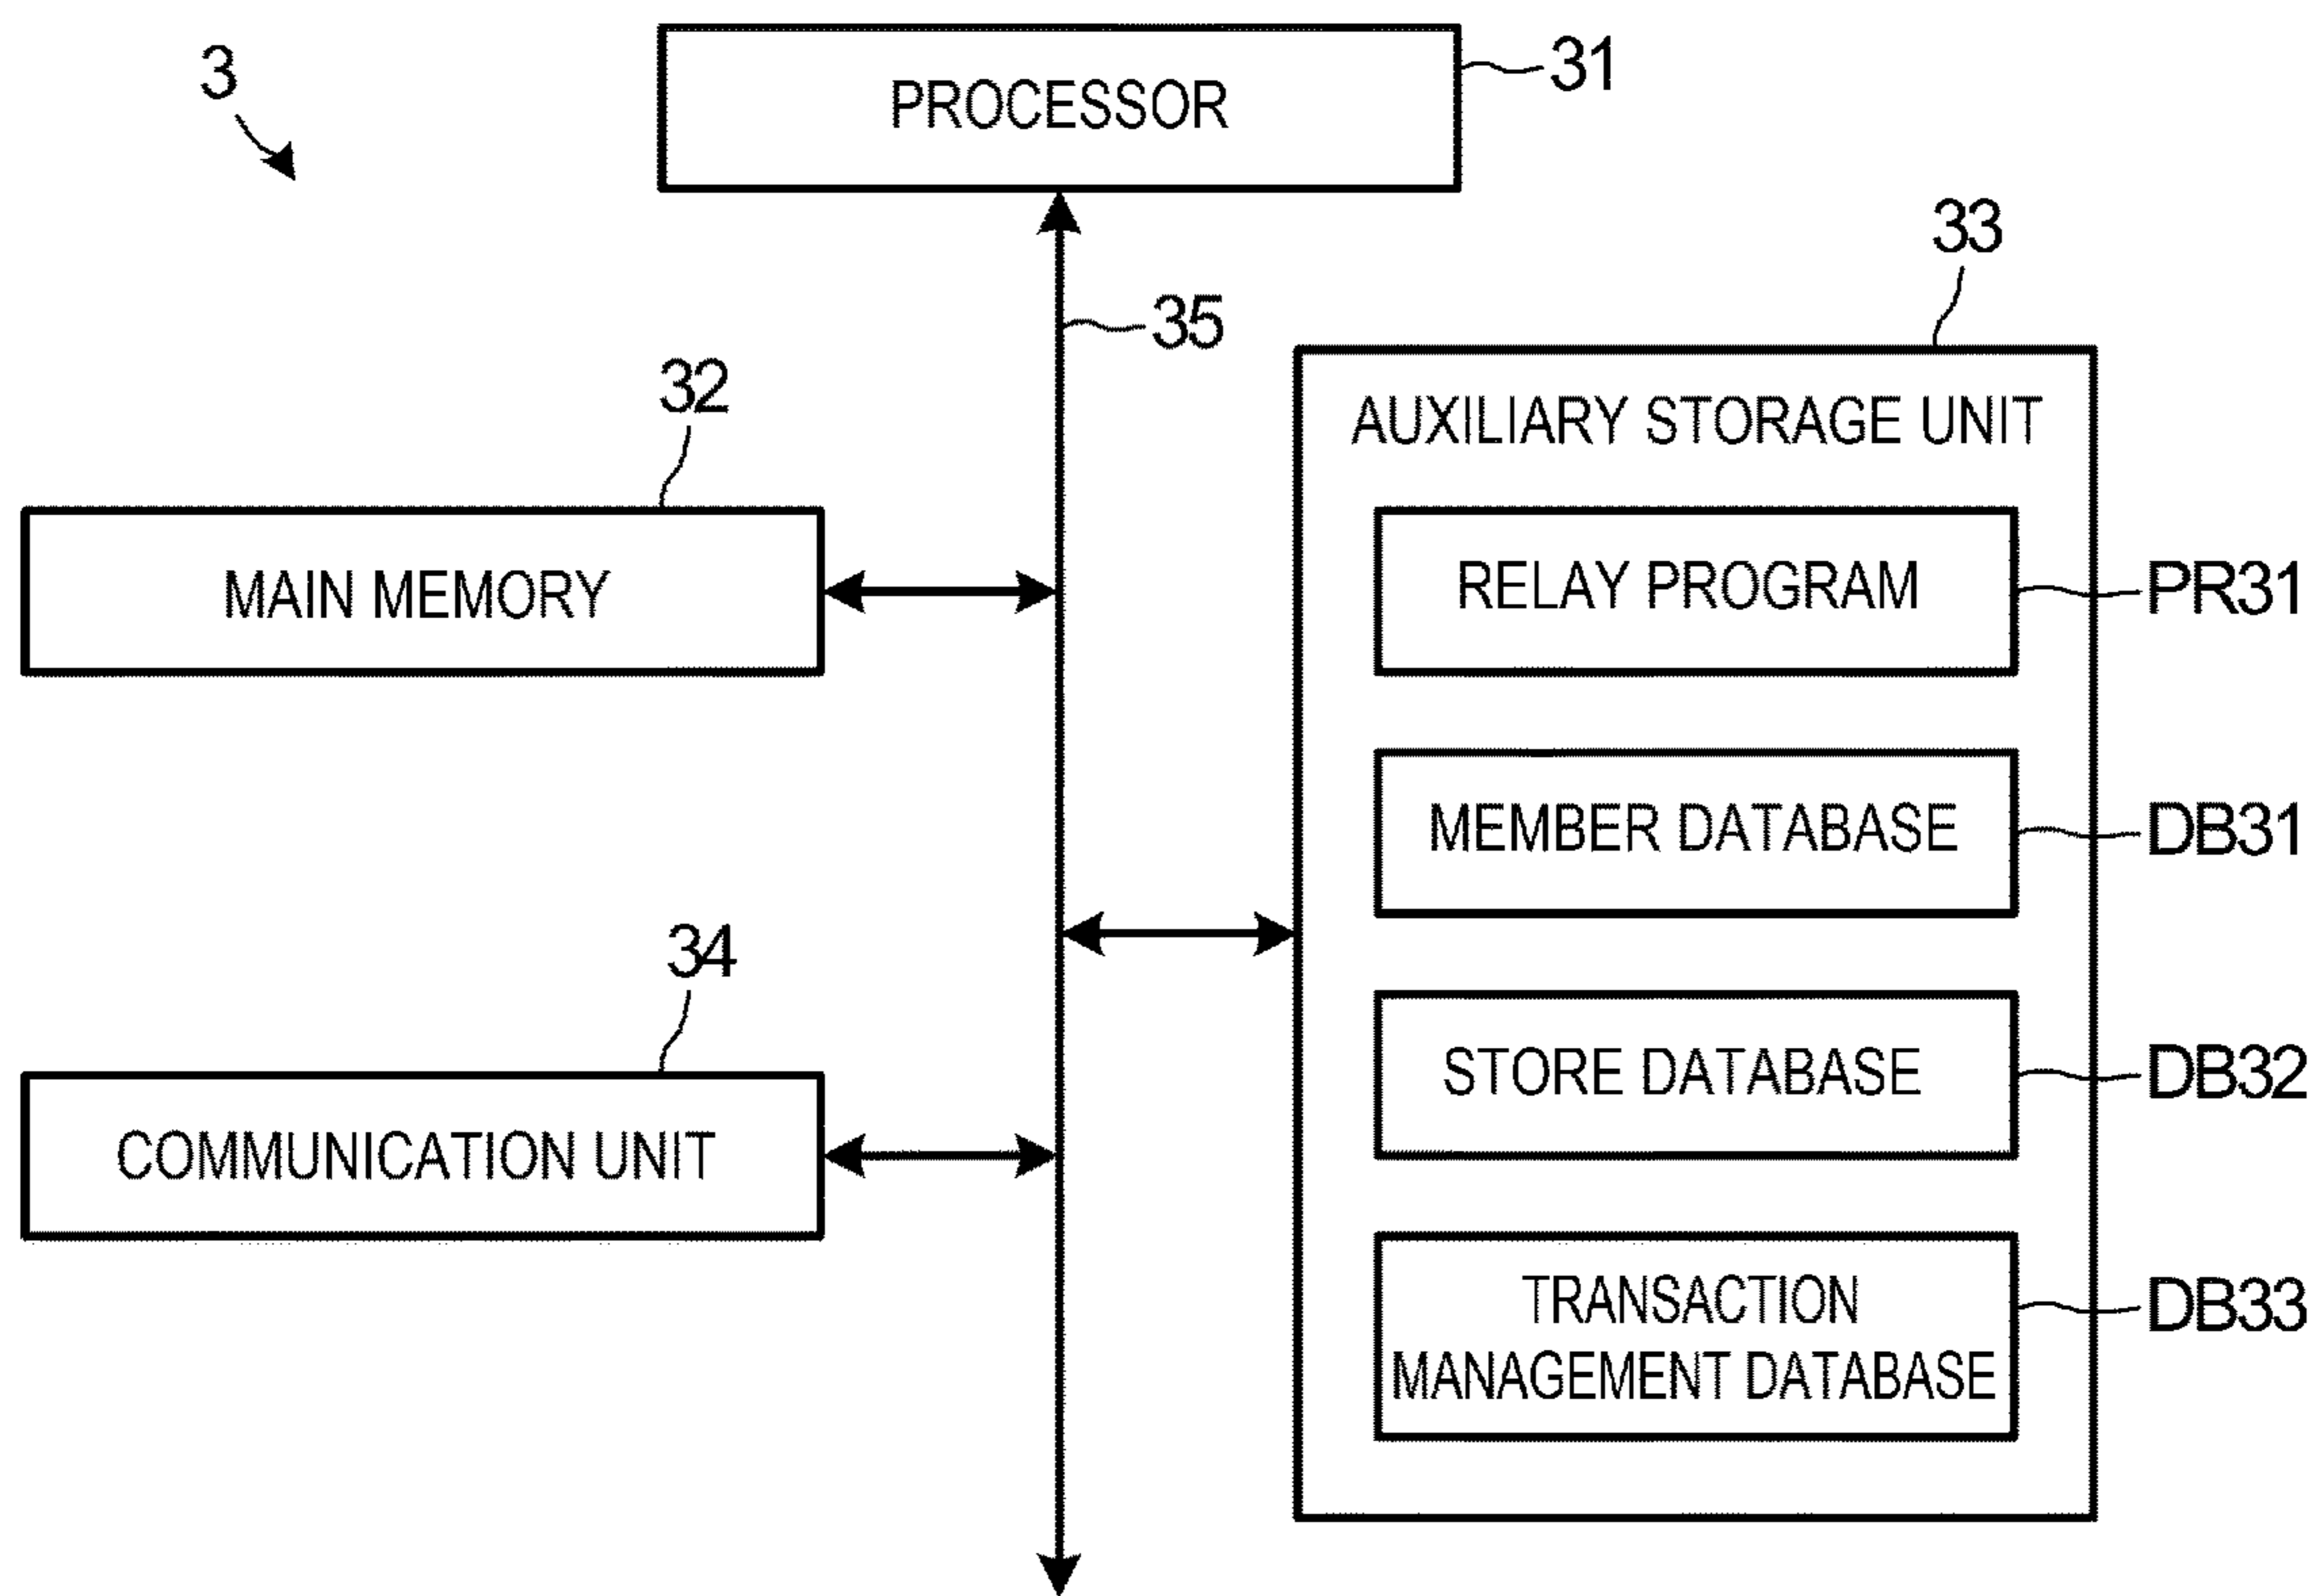 3
PROCESSOR
31
35
33
32
AUXILIARY STORAGE UNIT
MAIN MEMORY
RELAY PROGRAM
PR31
MEMBER DATABASE
DB31
34
COMMUNICATION UNIT
STORE DATABASE
DB32
TRANSACTION
MANAGEMENT DATABASE
DB33